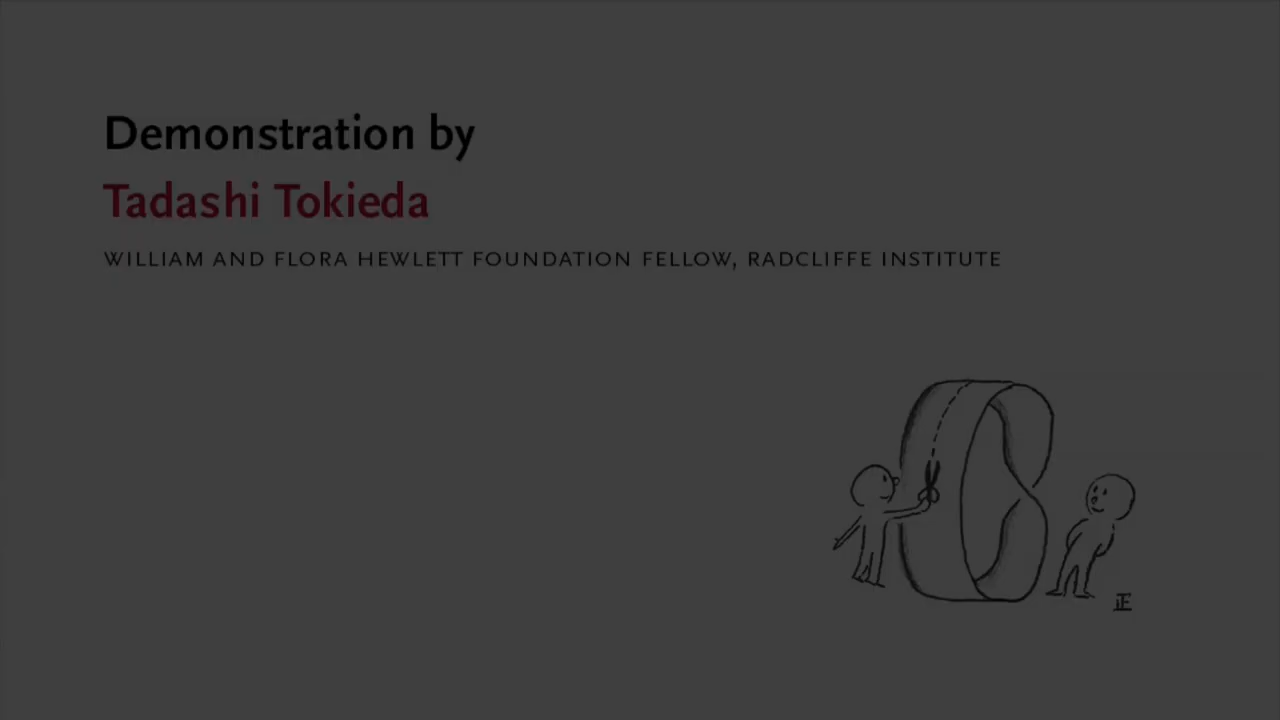 Demonstration by
Tadashi Tokieda
WILLIAM AND FLORA HEWLETT FOUNDATION FELLOW, RADCLIFFE INSTITUTE
正